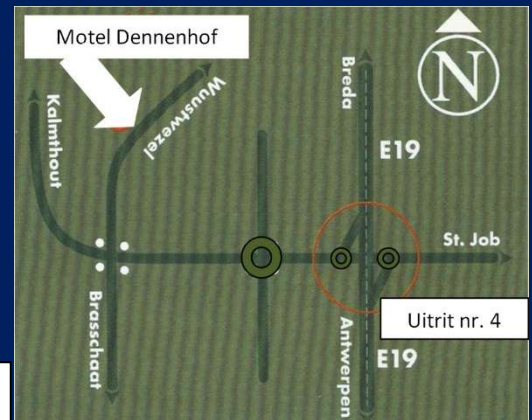 Motel Dennenhof
Kalmthout
Wuustwezel
Breda
N
E19
St. Job
Brasschaat
Antwerpen
Uitrit nr. 4
E19